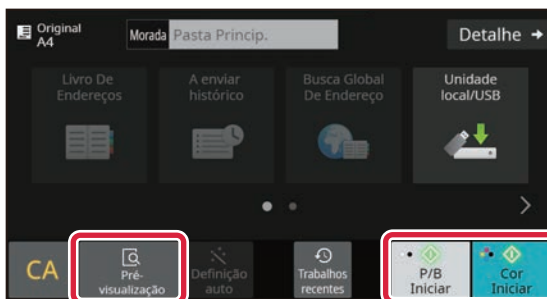 Original
A4
Morada Pasta Princip.
Detalhe
Livro De
Endereços
A enviar
histórico
Busca Global
De Endereço
Unidade
local/USB
CA
Pré-
visualização
Definição
auto
Trabalhos
recentes
P/B
Iniciar
Cor
Iniciar